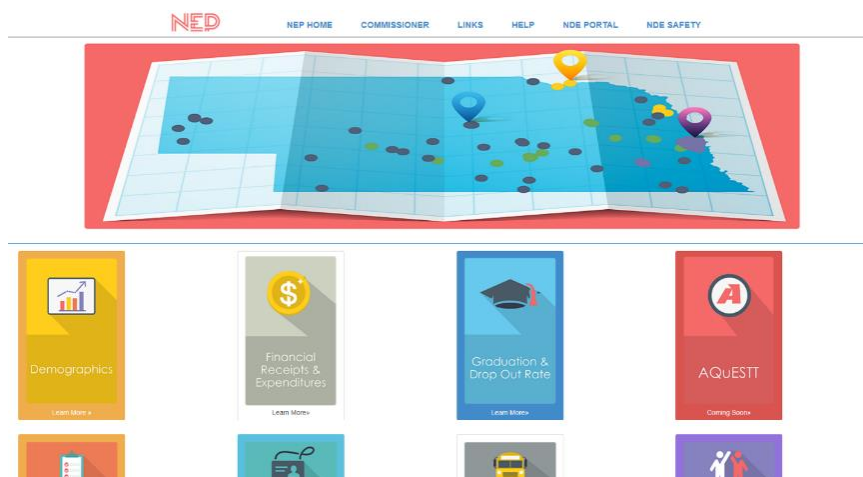 NED
NEP HOME COMMISSIONER LINKS HELP NDE PORTAL NDE SAFETY
Demographics
Learn More »
Financial
Receipts &
Expenditures
Learn More»
Graduation &
Drop Out Rate
Learn More»
AQuESTT
Coming Soon»